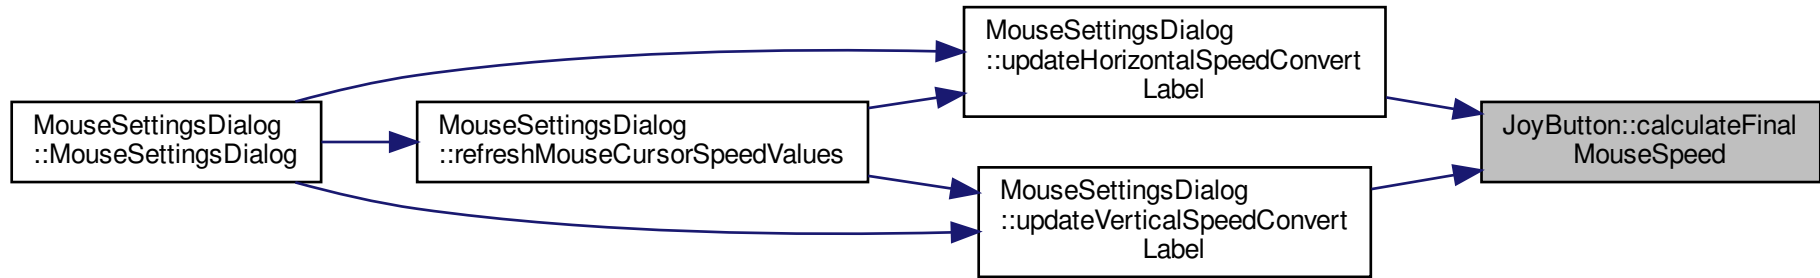 MouseSettingsDialog
::MouseSettingsDialog
MouseSettingsDialog
::refreshMouseCursorSpeedValues
MouseSettingsDialog
::updateHorizontalSpeedConvert
Label
MouseSettingsDialog
::updateVerticalSpeedConvert
Label
JoyButton::calculateFinal
MouseSpeed